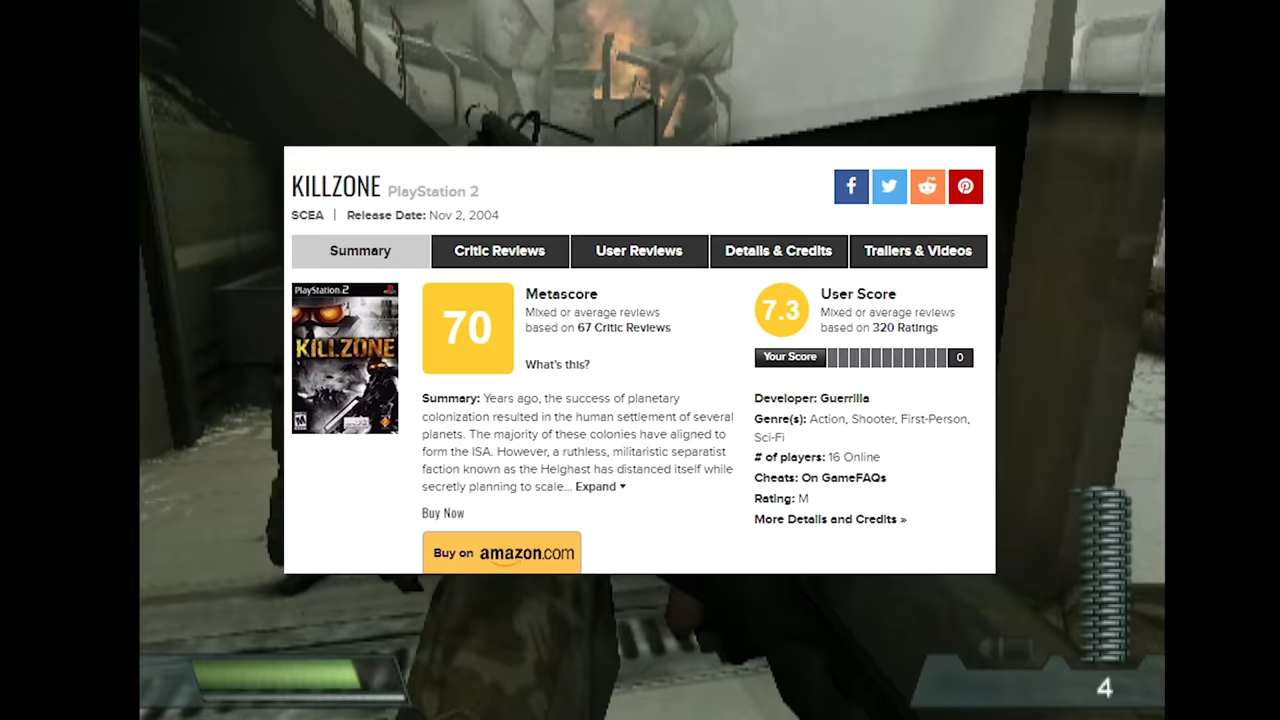 KILLZONE PlayStation 2
SCEA | Release Date: Nov 2, 2004
Summary Critic Reviews User Reviews Details & Credits Trailers & Videos
PlayStation 2
KILLZONE
M
70
Metascore
Mixed or average reviews
based on 67 Critic Reviews
What's this?
7.3
User Score
Mixed or average reviews
based on 320 Ratings
Your Score 0
Summary: Years ago, the success of planetary
colonization resulted in the human settlement of several
planets. The majority of these colonies have aligned to
form the ISA. However, a ruthless, militaristic separatist
faction known as the Helghast has distanced itself while
secretly planning to scale... Expand
Buy Now
Buy on amazon.com
Developer: Guerrilla
Genre(s): Action, Shooter, First-Person,
Sci-Fi
# of players: 16 Online
Cheats: On GameFAQs
Rating: M
More Details and Credits »
4